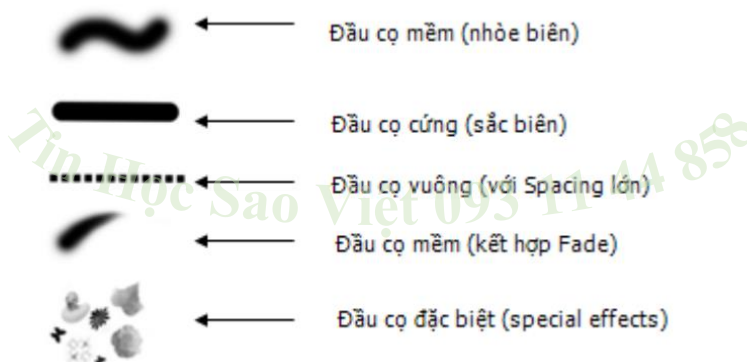 Đầu cọ mềm (nhòe biên)
Đầu cọ cứng (sắc biên)
Đầu cọ vuông (với Spacing lớn)
Tin Học Sao Việt 093 11 44 858
Đầu cọ mềm (kết hợp Fade)
Đầu cọ đặc biệt (special effects)